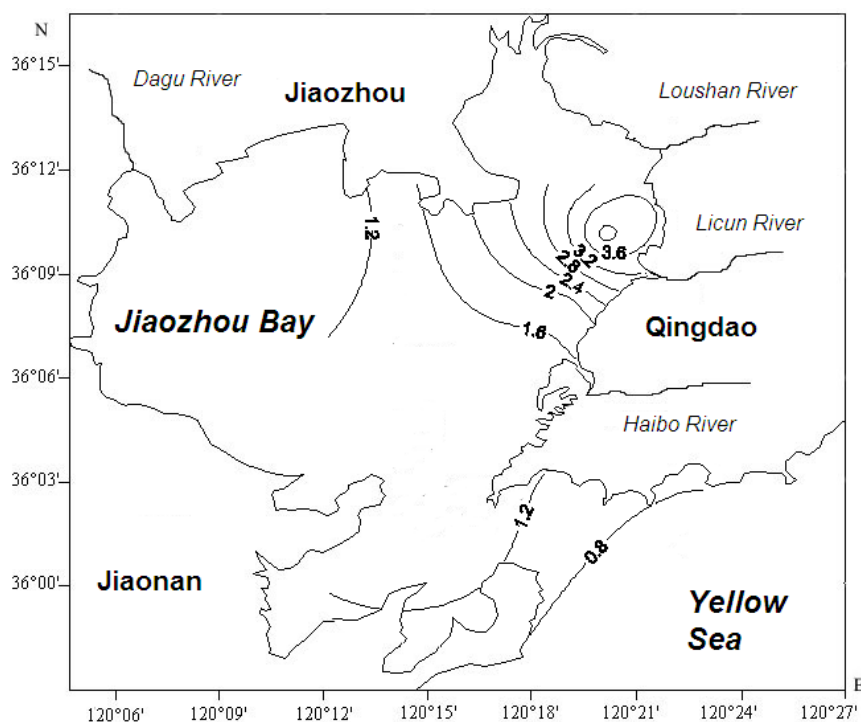 N
36°15'
Dagu River
Jiaozhou
Loushan River
36°12'
1.2
Licun River
3.6
3.2
2.8
36°09'
2.4
2
Jiaozhou Bay
1.6
Qingdao
36°06'
Haibo River
36°03'
1.2
0.8
36°00'
Jiaonan
Yellow
Sea
E
120°06' 120°09' 120°12' 120°15' 120°18' 120°21' 120°24' 120°27'